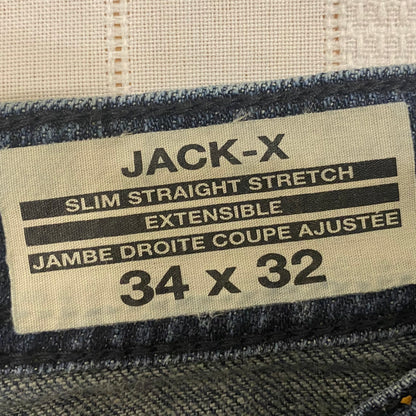 JACK-X
SLIM STRAIGHT STRETCH
EXTENSIBLE
JAMBE DROITE COUPE AJUSTÉE
34 x 32